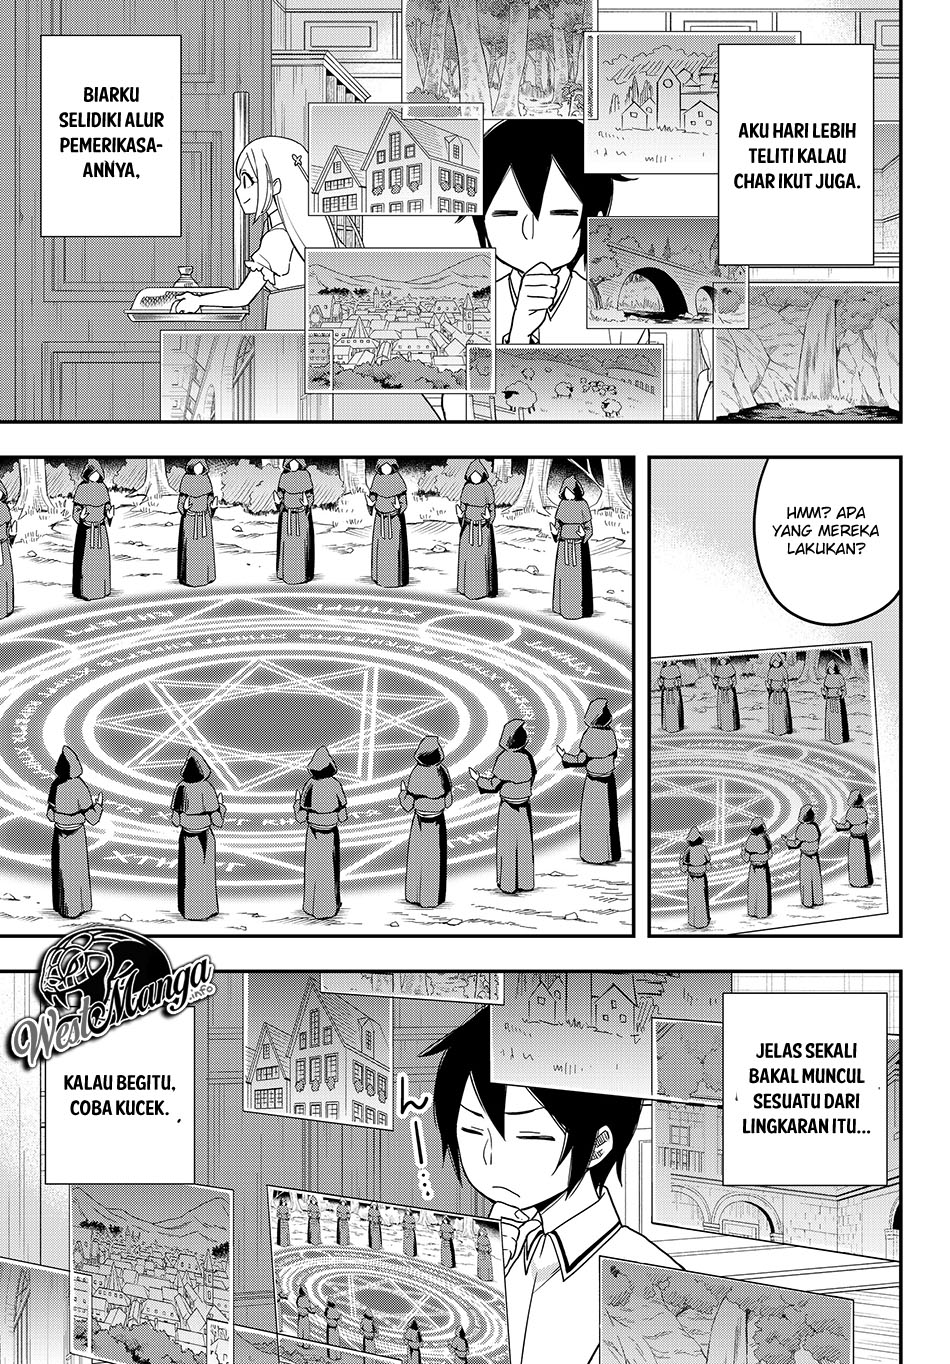 AKU HARI LEBIH
TELITI KALAU
CHAR IKUT JUGA.
BIARKU
SELIDIKI ALUR
PEMERIKASA-
ANNYA,
HMM? APA
YANG MEREKA
LAKUKAN?
JELAS SEKALI
BAKAL MUNCUL
SESUATU DARI
LINGKARAN ITU...
KALAU BEGITU,
COBA KUCEK.
WestManga
.info